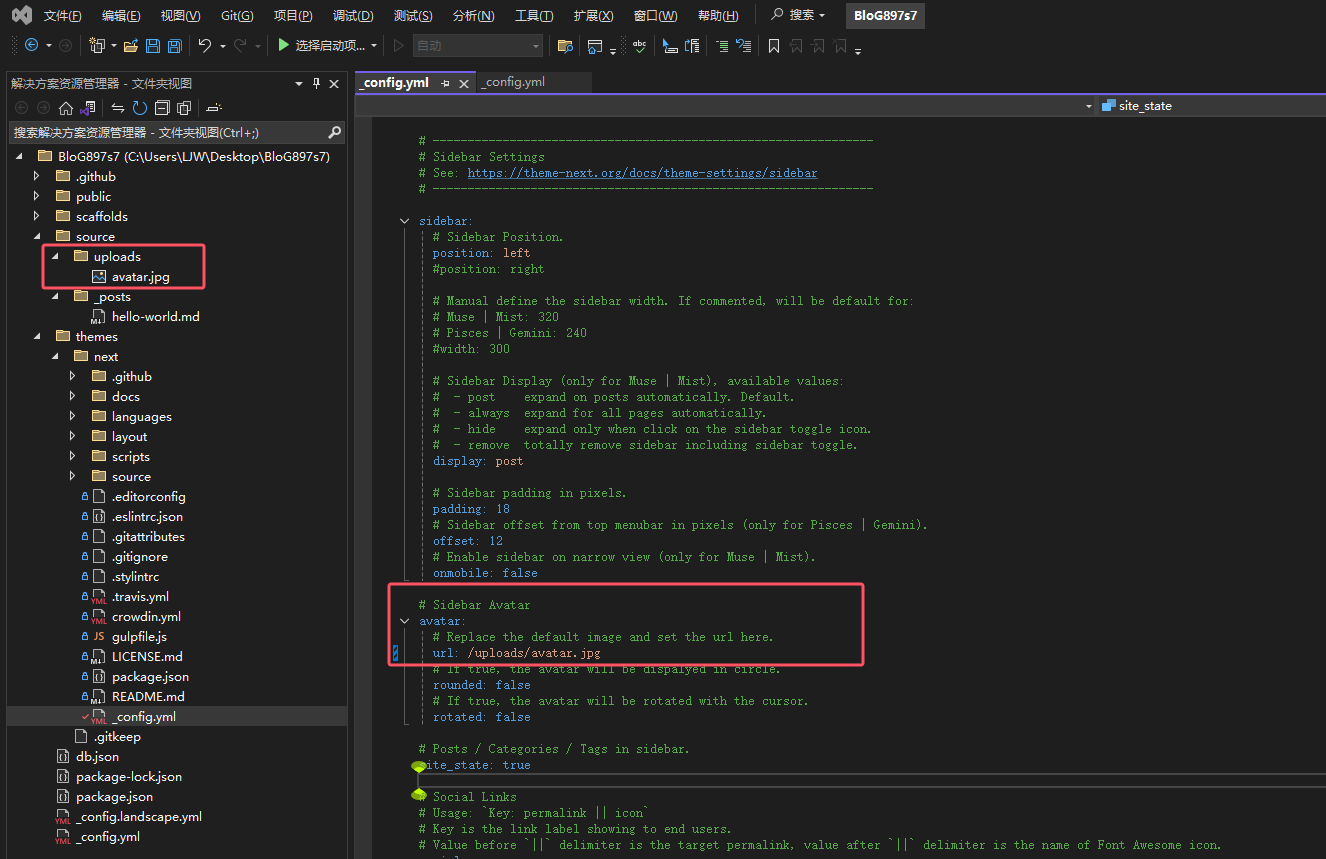 文件(F) 编辑(E) 视图(V) Git(G) 项目(P) 调试(D) 测试(S) 分析(N) 工具(T) 扩展(X) 窗口(W) 帮助(H) 搜索 BloG897s7
选择启动项... 自动
解决方案资源管理器 - 文件夹视图
搜索解决方案资源管理器 - 文件夹视图(Ctrl+;)
BloG897s7 (C:\Users\LJW\Desktop\BloG897s7)
.github
public
scaffolds
source
uploads
avatar.jpg
_posts
hello-world.md
themes
next
.github
docs
languages
layout
scripts
source
.editorconfig
.eslintrc.json
.gitattributes
.gitignore
.stylintrc
.travis.yml
crowdin.yml
gulpfile.js
LICENSE.md
package.json
README.md
_config.yml
.gitkeep
db.json
package-lock.json
package.json
_config.landscape.yml
_config.yml
_config.yml _config.yml
site_state
# ---------------------------------------------------------------
# Sidebar Settings
# See: https://theme-next.org/docs/theme-settings/sidebar
# ---------------------------------------------------------------
sidebar:
# Sidebar Position.
position: left
#position: right
# Manual define the sidebar width. If commented, will be default for:
# Muse | Mist: 320
# Pisces | Gemini: 240
#width: 300
# Sidebar Display (only for Muse | Mist), available values:
# - post expand on posts automatically. Default.
# - always expand for all pages automatically.
# - hide expand only when click on the sidebar toggle icon.
# - remove totally remove sidebar including sidebar toggle.
display: post
# Sidebar padding in pixels.
padding: 18
# Sidebar offset from top menubar in pixels (only for Pisces | Gemini).
offset: 12
# Enable sidebar on narrow view (only for Muse | Mist).
onmobile: false
# Sidebar Avatar
avatar:
# Replace the default image and set the url here.
url: /uploads/avatar.jpg
# If true, the avatar will be dispalyed in circle.
rounded: false
# If true, the avatar will be rotated with the cursor.
rotated: false
# Posts / Categories / Tags in sidebar.
site_state: true
# Social Links
# Usage: `Key: permalink || icon`
# Key is the link label showing to end users.
# Value before `||` delimiter is the target permalink, value after `||` delimiter is the name of Font Awesome icon.